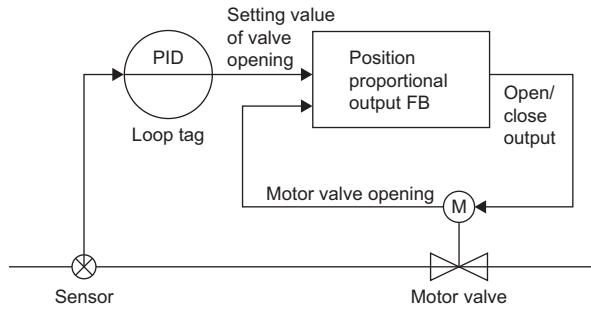 Setting value
of valve
opening
PID
Loop tag
Position
proportional
output FB
Open/
close
output
Motor valve opening
M
Sensor
Motor valve